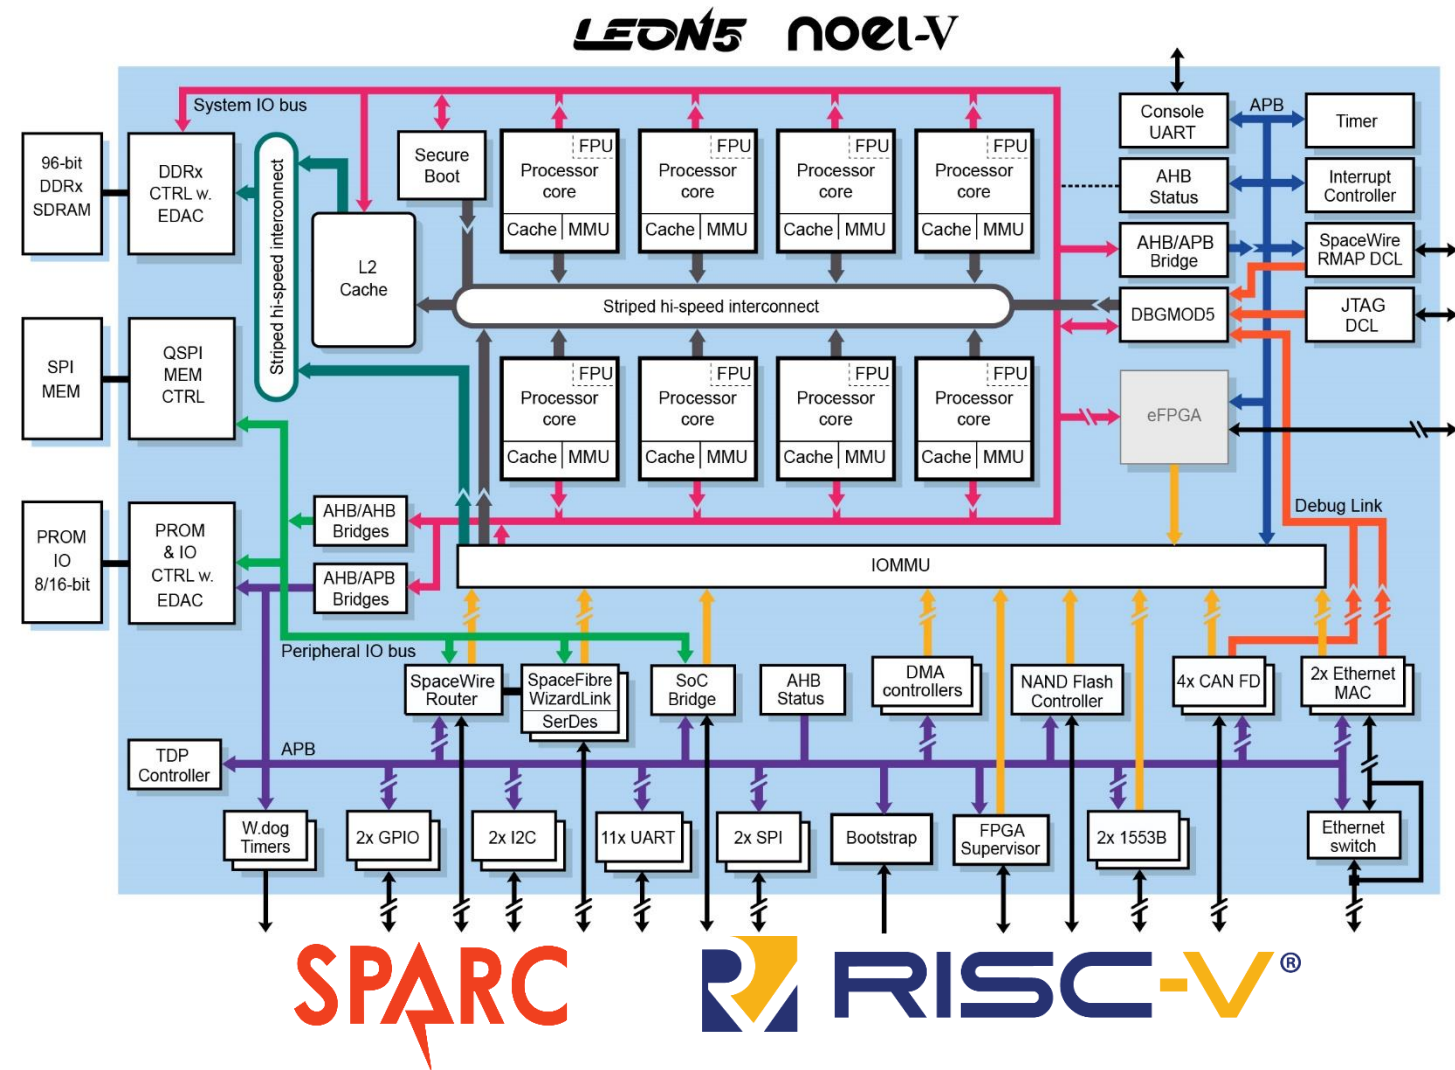 LEON5 noel-V
System IO bus
96-bit
DDRx
SDRAM
DDRx
CTRL w.
EDAC
Striped hi-speed interconnect
L2
Cache
Secure
Boot
FPU
Processor
core
Cache MMU
FPU
Processor
core
Cache MMU
FPU
Processor
core
Cache MMU
FPU
Processor
core
Cache MMU
Striped hi-speed interconnect
FPU
Processor
core
Cache MMU
FPU
Processor
core
Cache MMU
FPU
Processor
core
Cache MMU
FPU
Processor
core
Cache MMU
Console
UART
APB
Timer
AHB
Status
Interrupt
Controller
AHB/APB
Bridge
SpaceWire
RMAP DCL
DBGMOD5
JTAG
DCL
eFPGA
Debug Link
SPI
MEM
QSPI
MEM
CTRL
PROM
IO
8/16-bit
PROM
& IO
CTRL w.
EDAC
AHB/AHB
Bridges
AHB/APB
Bridges
IOMMU
Peripheral IO bus
SpaceWire
Router
SpaceFibre
WizardLink
SerDes
SoC
Bridge
AHB
Status
DMA
controllers
NAND Flash
Controller
4x CAN FD
2x Ethernet
MAC
TDP
Controller
APB
W.dog
Timers
2x GPIO
2x I2C
11x UART
2x SPI
Bootstrap
FPGA
Supervisor
2x 1553B
Ethernet
switch
SPARC
RISC-V®